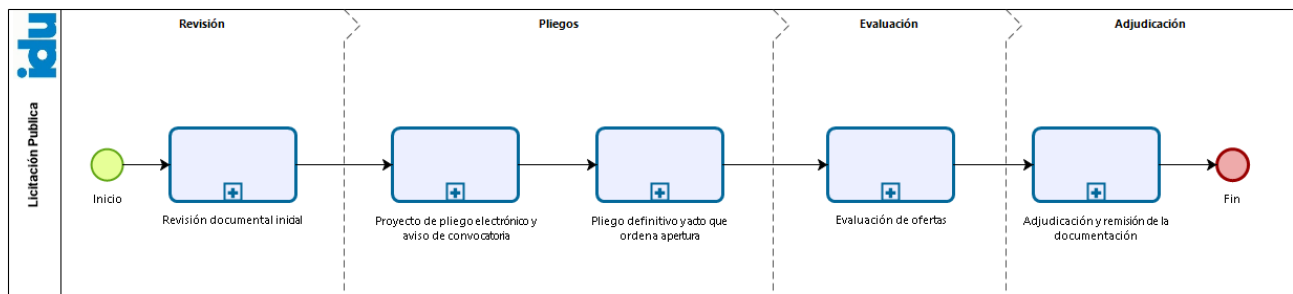 idu
Licitación Publica
Revisión
Pliegos
Evaluación
Adjudicación
Inicio
Revisión documental inicial
Proyecto de pliego electrónico y
aviso de convocatoria
Pliego definitivo y acto que
ordena apertura
Evaluación de ofertas
Adjudicación y remisión de la
documentación
Fin